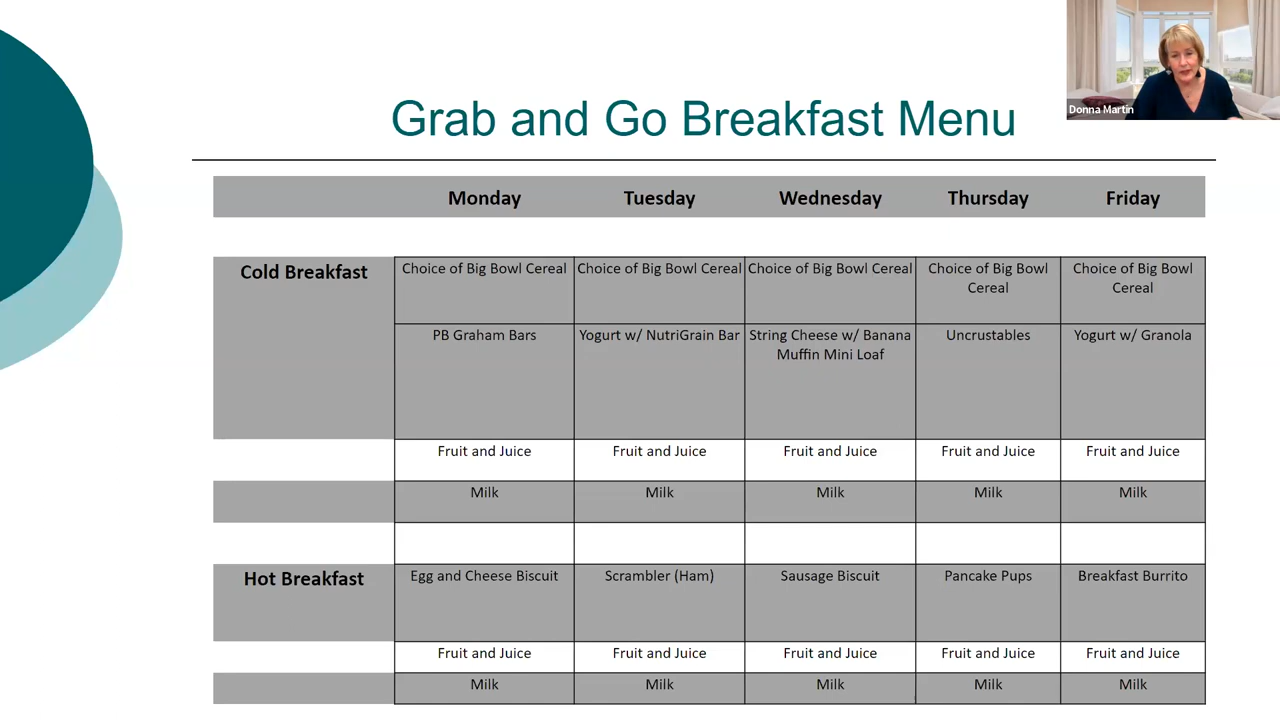 Donna Martin
Grab and Go Breakfast Menu
Monday Tuesday Wednesday Thursday Friday
Cold Breakfast
Choice of Big Bowl Cereal
Choice of Big Bowl Cereal
Choice of Big Bowl Cereal
Choice of Big Bowl
Cereal
Choice of Big Bowl
Cereal
PB Graham Bars
Yogurt w/ NutriGrain Bar
String Cheese w/ Banana
Muffin Mini Loaf
Uncrustables
Yogurt w/ Granola
Fruit and Juice Fruit and Juice Fruit and Juice Fruit and Juice Fruit and Juice
Milk Milk Milk Milk Milk
Hot Breakfast
Egg and Cheese Biscuit
Scrambler (Ham)
Sausage Biscuit
Pancake Pups
Breakfast Burrito
Fruit and Juice Fruit and Juice Fruit and Juice Fruit and Juice Fruit and Juice
Milk Milk Milk Milk Milk